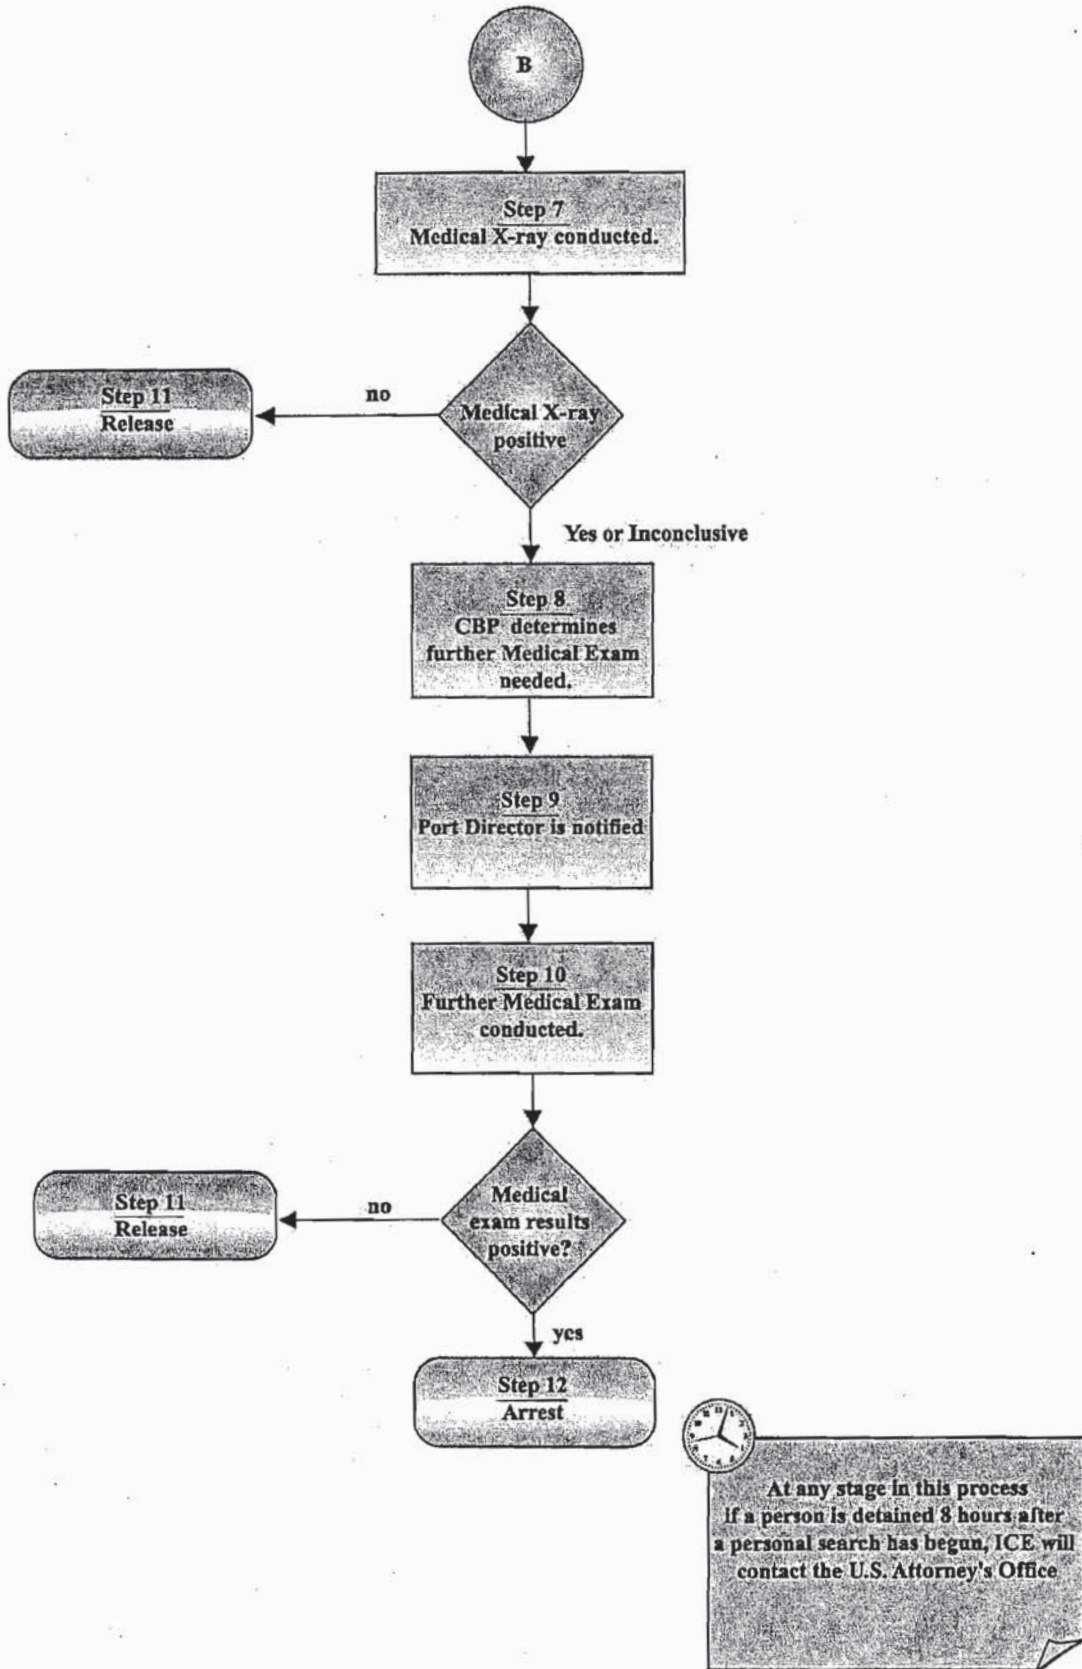 B
Step 7
Medical X-ray conducted.
Step 11
Release
no
Medical X-ray
positive
Yes or Inconclusive
Step 8
CBP determines
further Medical Exam
needed.
Step 9
Port Director is notified
Step 10
Further Medical Exam
conducted.
Step 11
Release
no
Medical
exam results
positive?
yes
Step 12
Arrest
At any stage in this process
if a person is detained 8 hours after
a personal search has begun, ICE will
contact the U.S. Attorney's Office